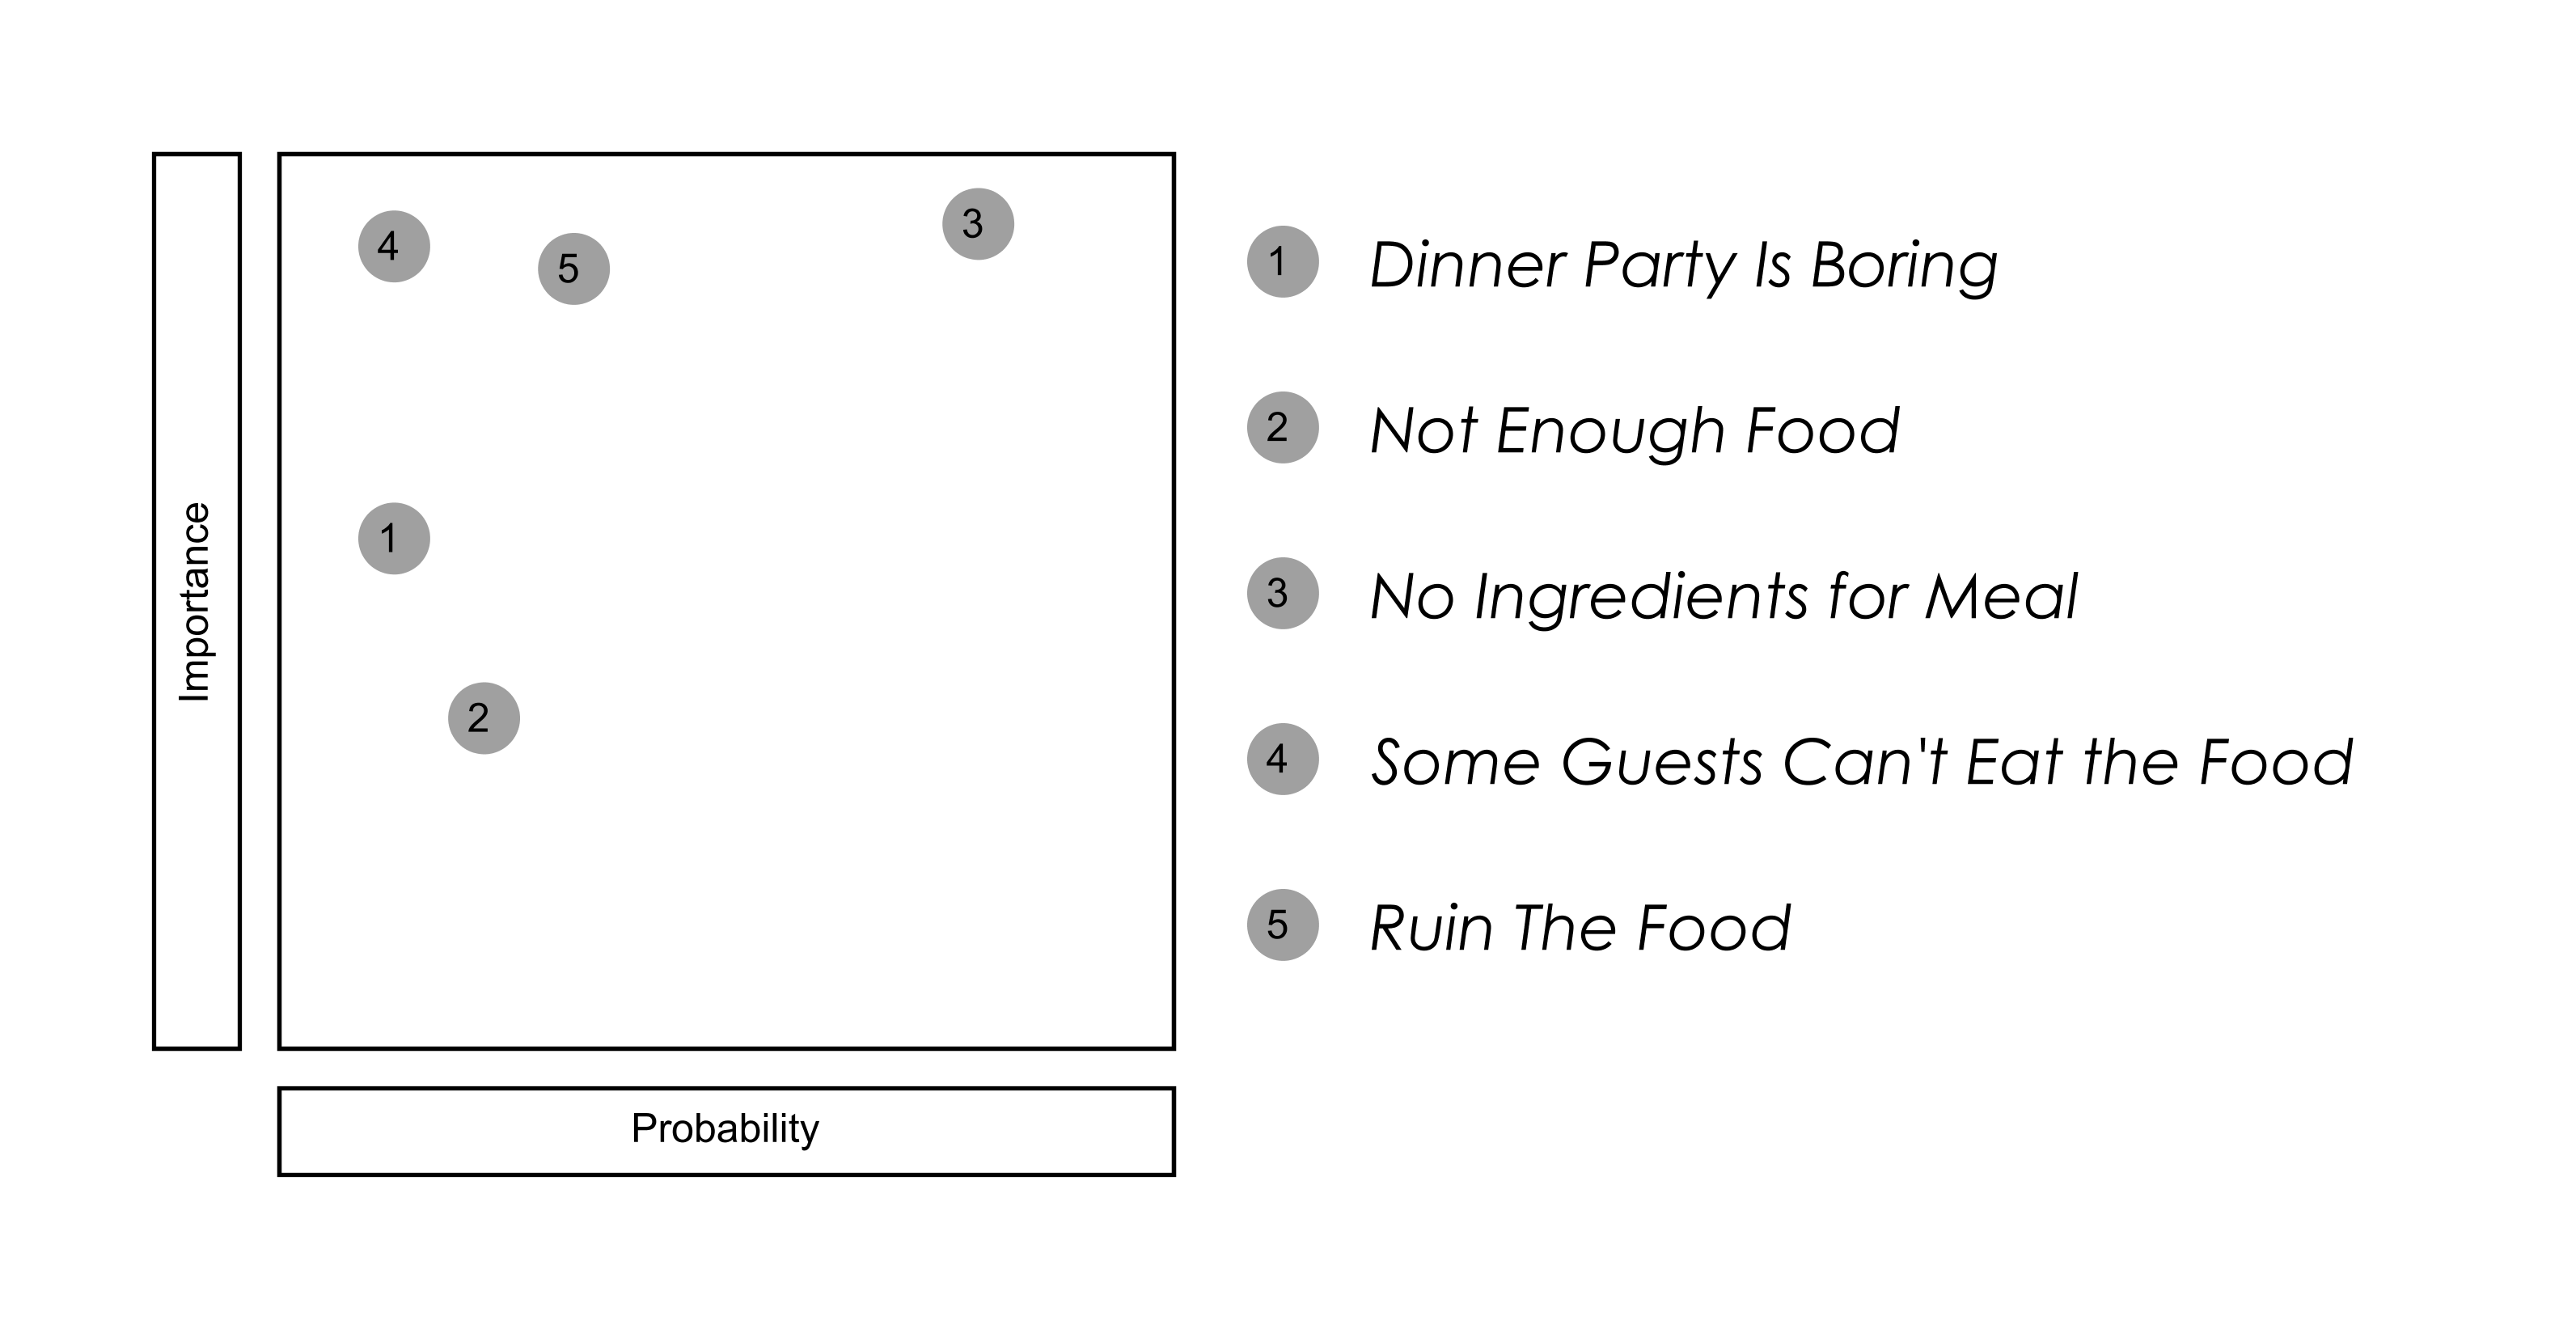 Importance
4
5
3
1
2
Probability
1 Dinner Party Is Boring
2 Not Enough Food
3 No Ingredients for Meal
4 Some Guests Can't Eat the Food
5 Ruin The Food